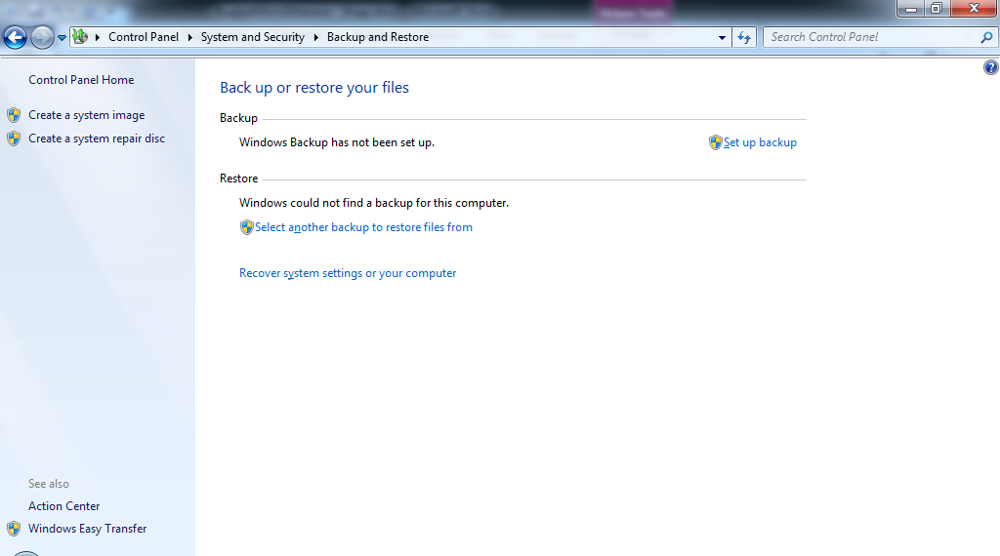 Control Panel ▸ System and Security ▸ Backup and Restore
Search Control Panel
Control Panel Home
Create a system image
Create a system repair disc
Back up or restore your files
Backup
Windows Backup has not been set up.
Set up backup
Restore
Windows could not find a backup for this computer.
Select another backup to restore files from
Recover system settings or your computer
See also
Action Center
Windows Easy Transfer